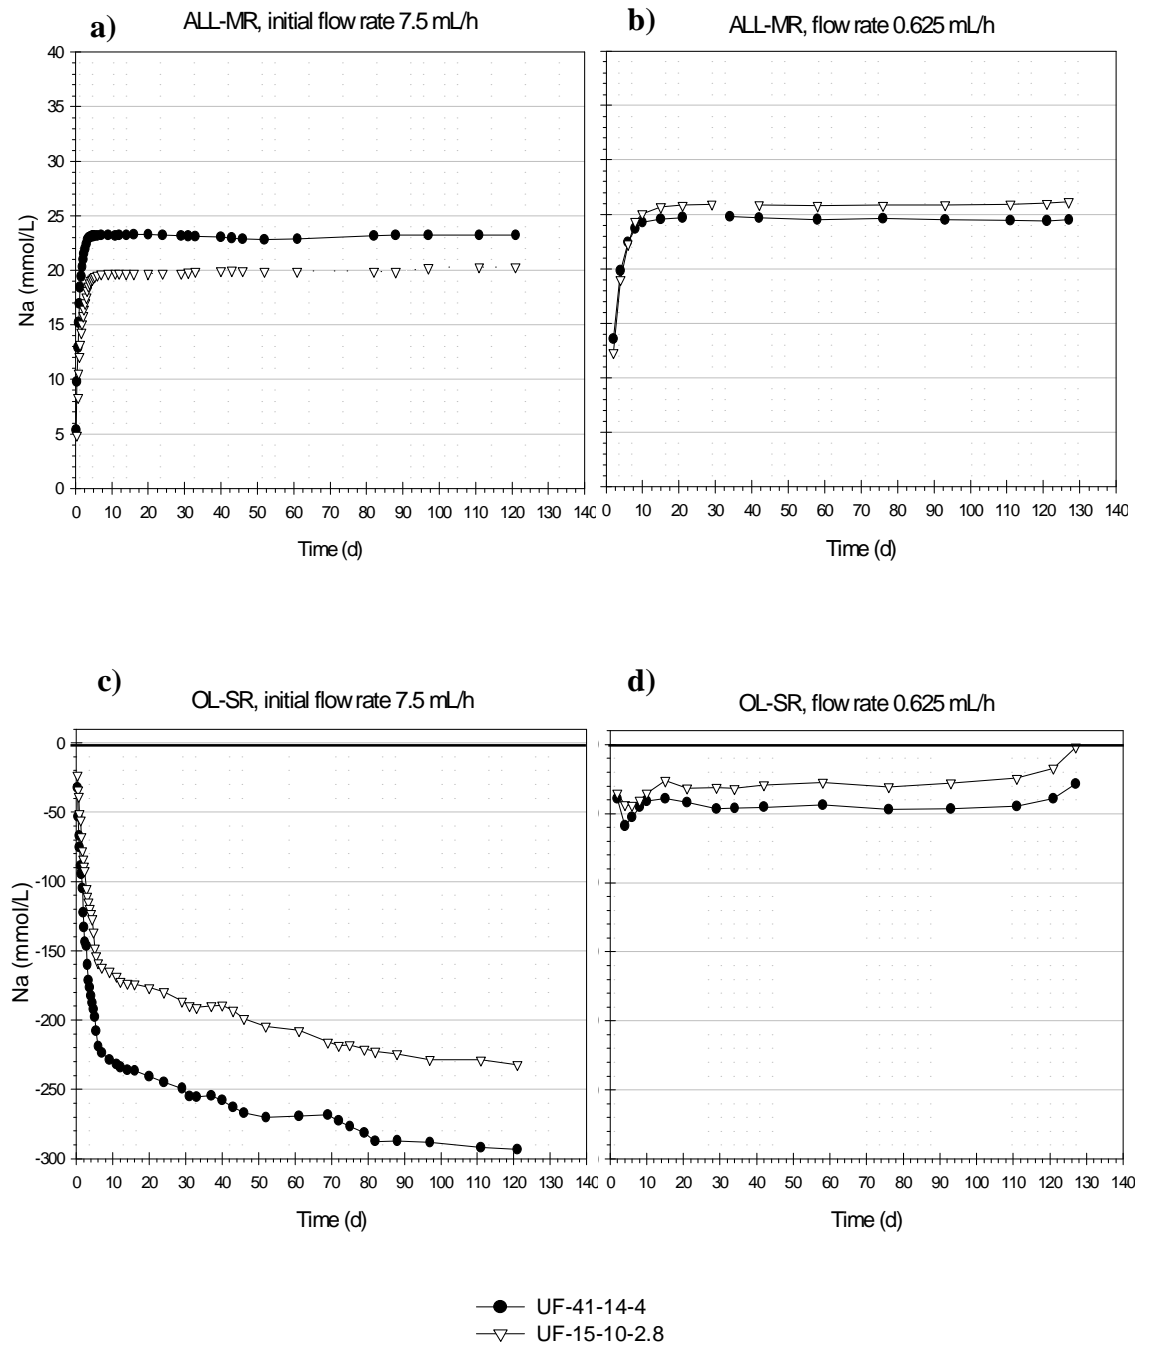 a)
ALL-MR, initial flow rate 7.5 mL/h
b)
ALL-MR, flow rate 0.625 mL/h
40
35
30
25
20
15
10
5
0
Na (mmol/L)
0 10 20 30 40 50 60 70 80 90 100 110 120 130 140
0 10 20 30 40 50 60 70 80 90 100 110 120 130 140
Time (d)
Time (d)
c)
OL-SR, initial flow rate 7.5 mL/h
d)
OL-SR, flow rate 0.625 mL/h
0
-50
-100
-150
-200
-250
-300
Na (mmol/L)
0 10 20 30 40 50 60 70 80 90 100 110 120 130 140
0 10 20 30 40 50 60 70 80 90 100 110 120 130 140
Time (d)
Time (d)
UF-41-14-4
UF-15-10-2.8